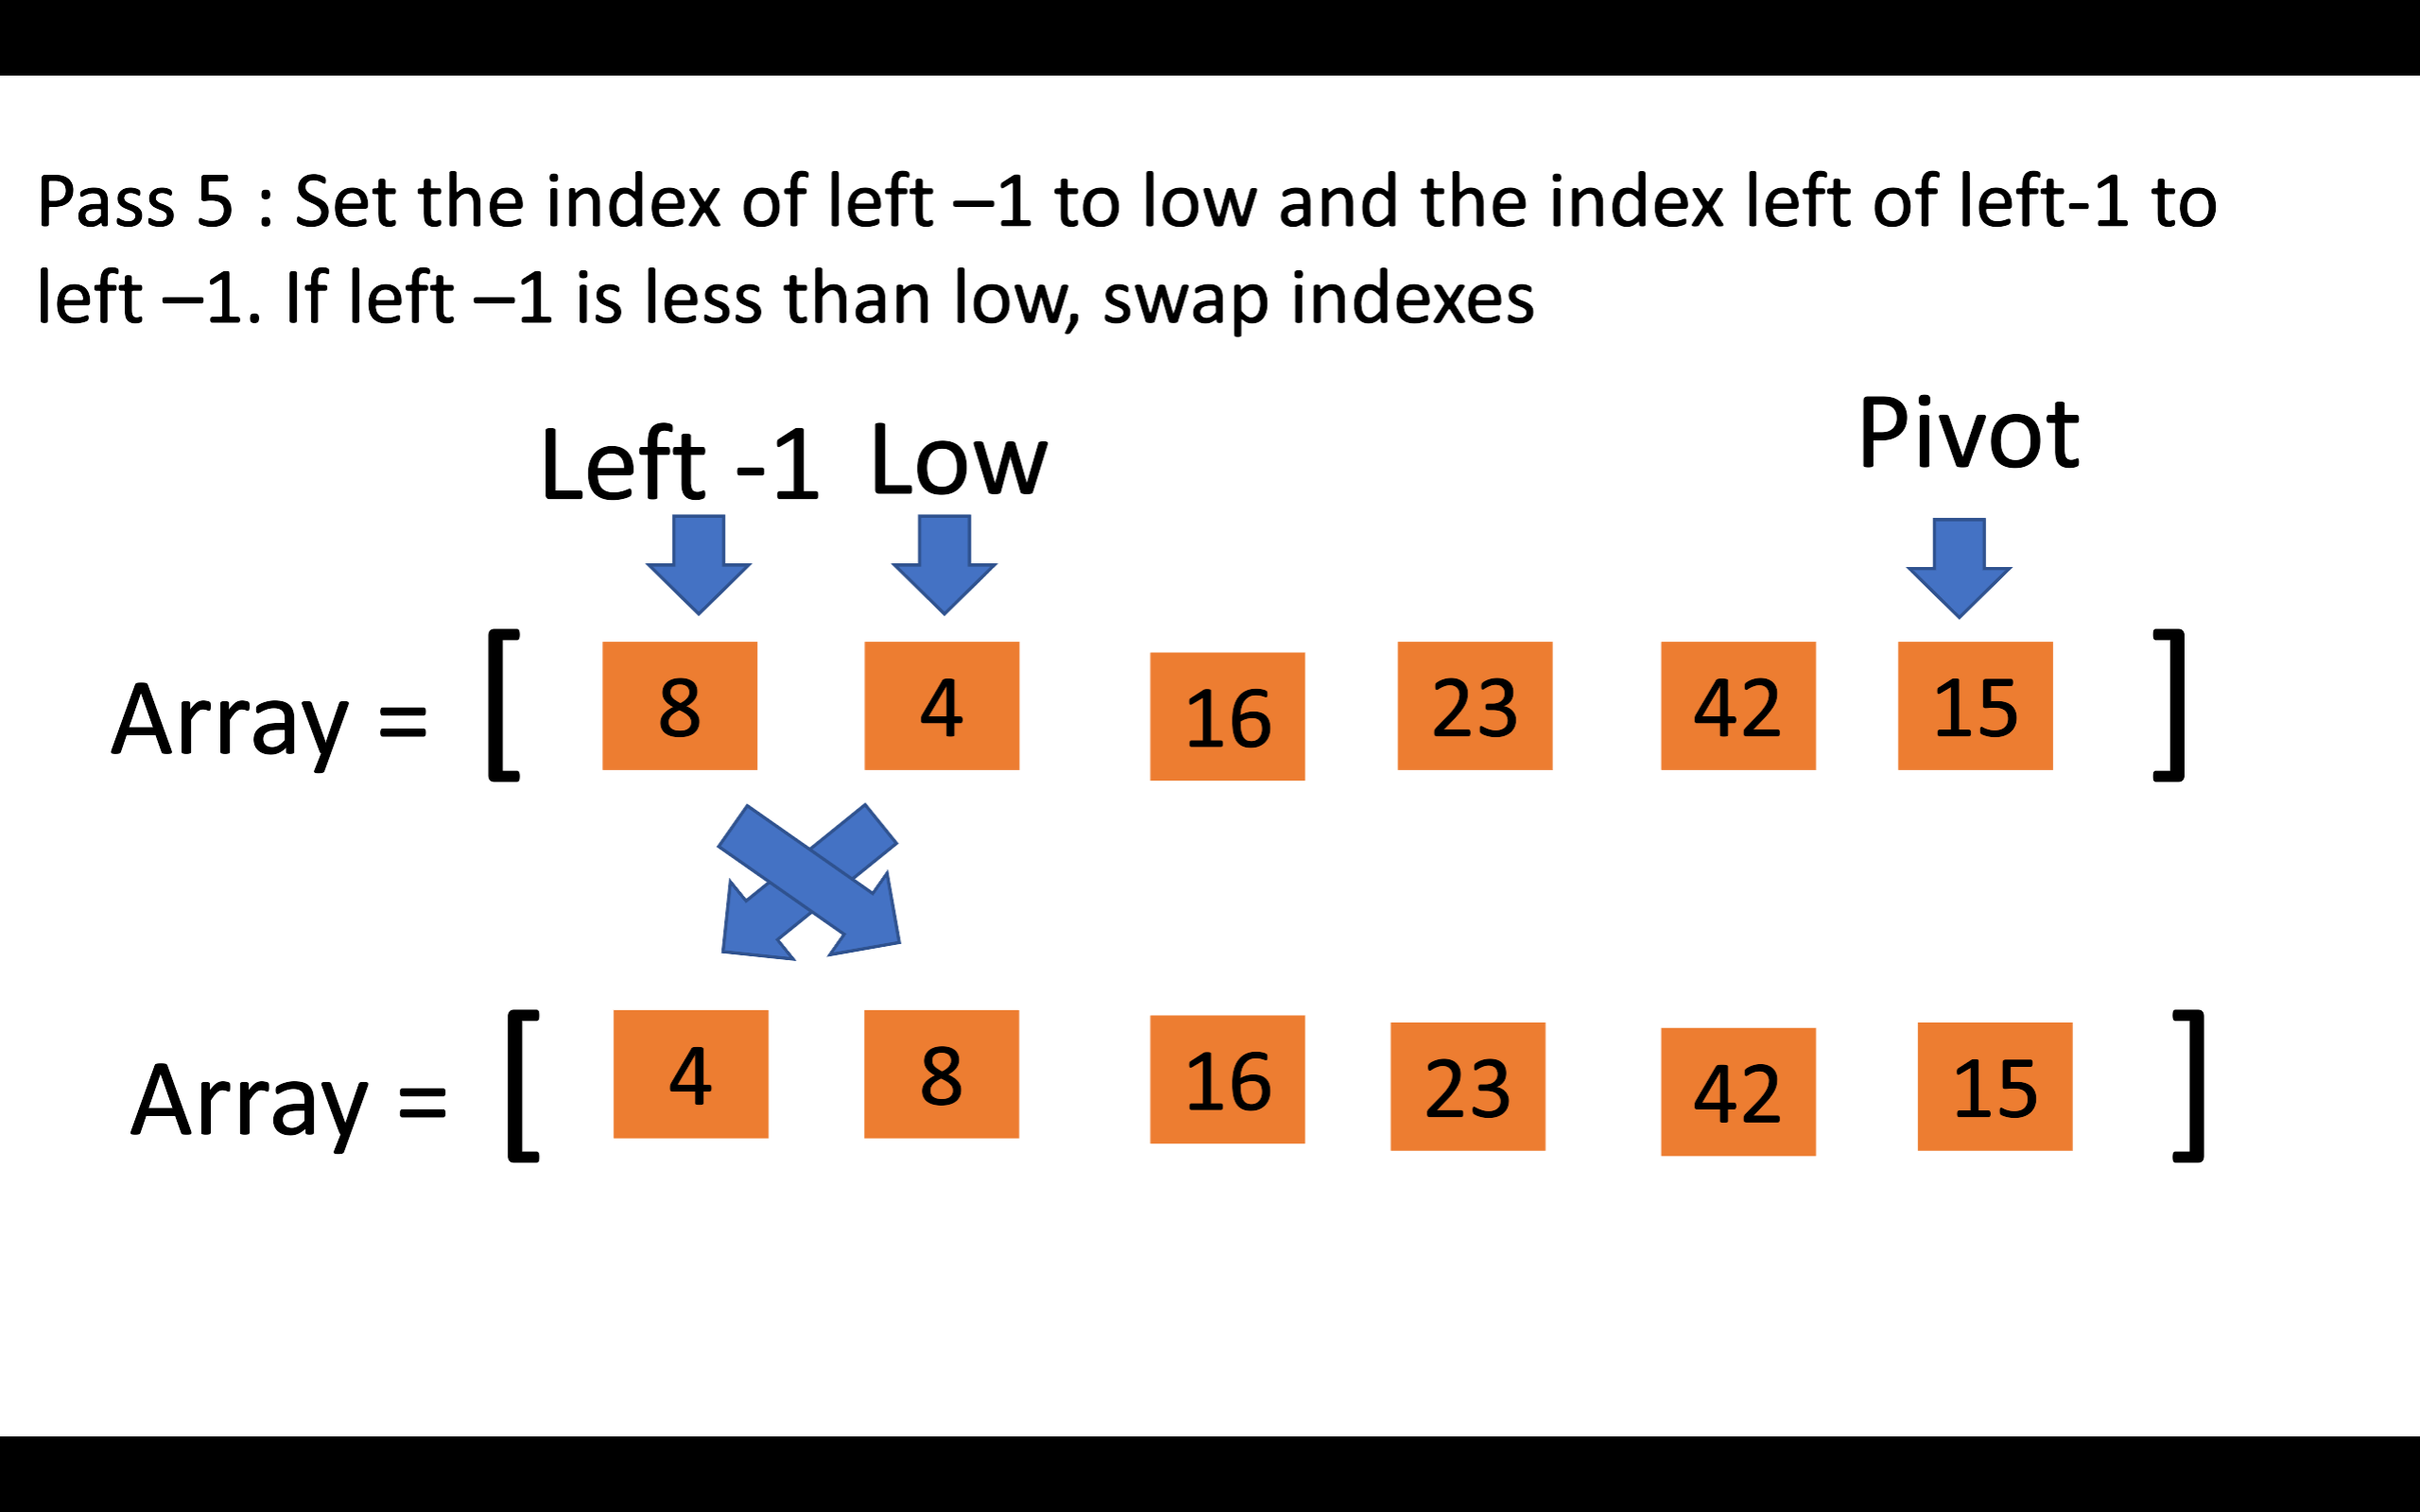 Pass 5 : Set the index of left –1 to low and the index left of left-1 to
left –1. If left –1 is less than low, swap indexes
Left -1 Low Pivot
Array = [ 8 4 16 23 42 15 ]
Array = [ 4 8 16 23 42 15 ]